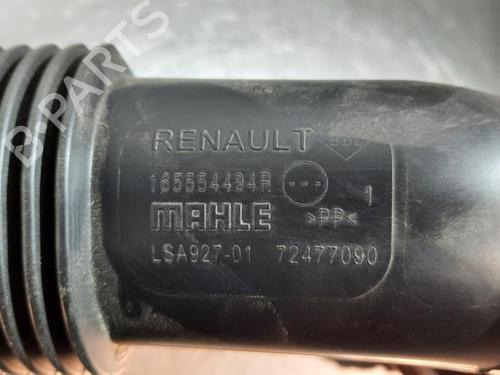 B-PARTS
RENAULT
165554494R
1
MAHLE
>PP<
LSA927-01 72477090